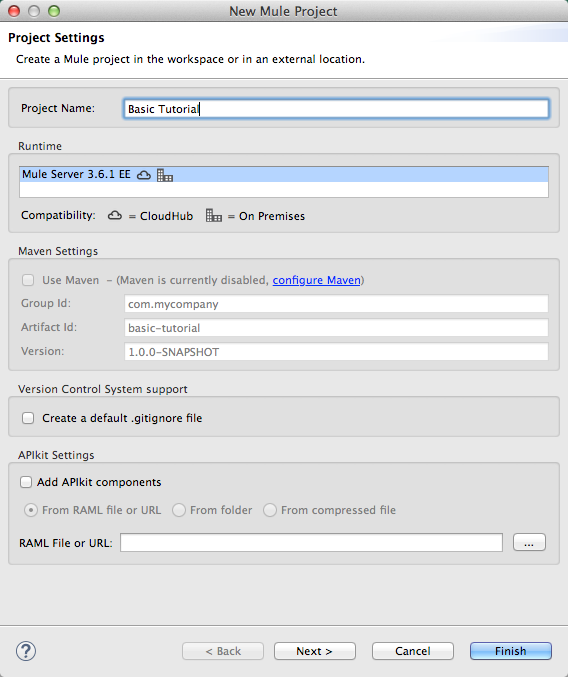 New Mule Project
Project Settings
Create a Mule project in the workspace or in an external location.
Project Name: Basic Tutorial
Runtime
Mule Server 3.6.1 EE
Compatibility: = CloudHub = On Premises
Maven Settings
Use Maven – (Maven is currently disabled, configure Maven)
Group Id: com.mycompany
Artifact Id: basic-tutorial
Version: 1.0.0-SNAPSHOT
Version Control System support
Create a default .gitignore file
APIkit Settings
Add APIkit components
From RAML file or URL From folder From compressed file
RAML File or URL: ...
? < Back Next > Cancel Finish